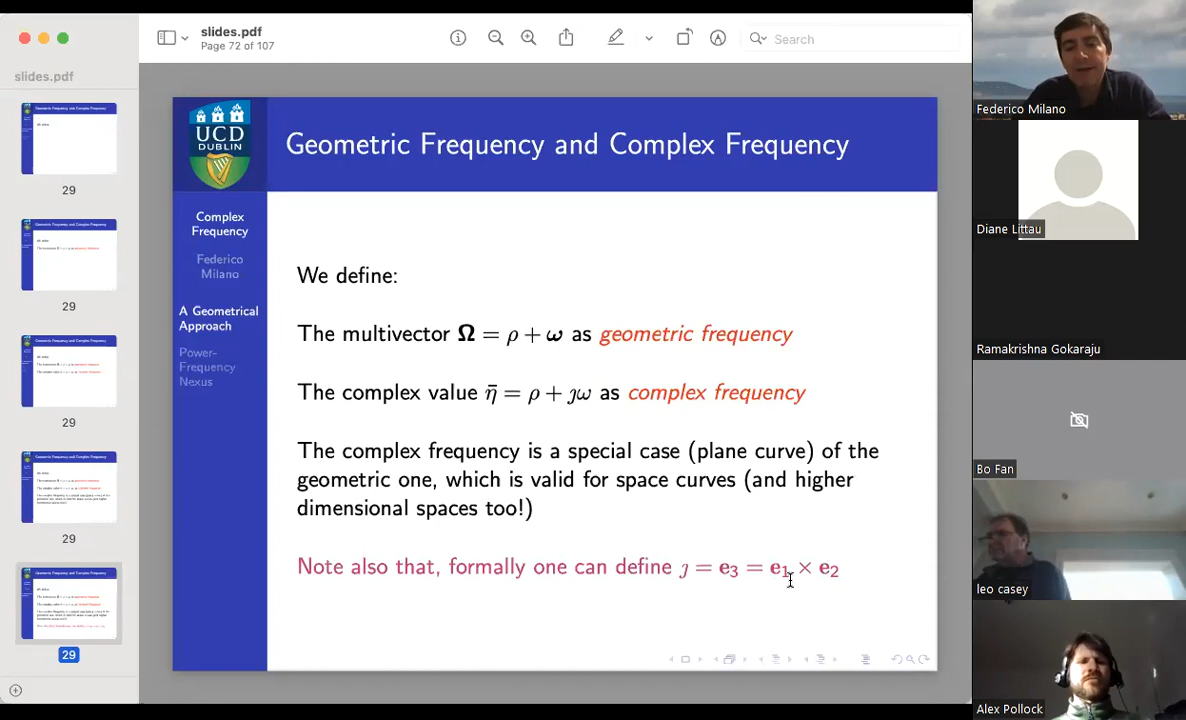 slides.pdf
Page 72 of 107
Search
slides.pdf
29
29
29
29
29
UCD
DUBLIN
Geometric Frequency and Complex Frequency
Complex
Frequency
Federico
Milano
A Geometrical
Approach
Power-
Frequency
Nexus
We define:
The multivector Ω = ρ + ω as geometric frequency
The complex value η̄ = ρ + ȷω as complex frequency
The complex frequency is a special case (plane curve) of the
geometric one, which is valid for space curves (and higher
dimensional spaces too!)
Note also that, formally one can define ȷ = e₃ = e₁ × e₂
Federico Milano
Diane Littau
Ramakrishna Gokaraju
Bo Fan
leo casey
Alex Pollock